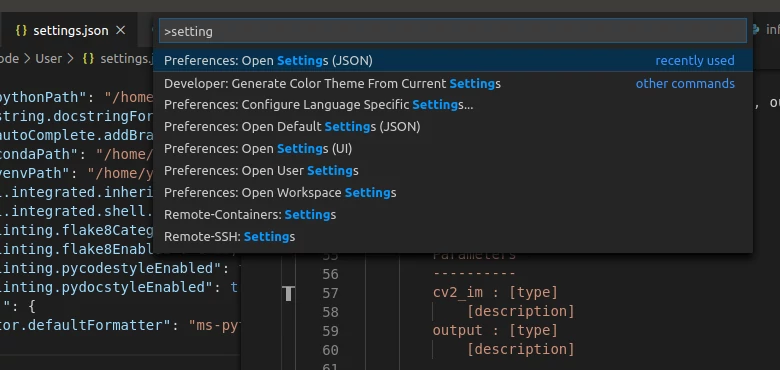 settings.json
>setting
inf
ode > User > {} settings.j
Preferences: Open Settings (JSON)
recently used
Developer: Generate Color Theme From Current Settings
other commands
Preferences: Configure Language Specific Settings...
Preferences: Open Default Settings (JSON)
Preferences: Open Settings (UI)
Preferences: Open User Settings
Preferences: Open Workspace Settings
Remote-Containers: Settings
Remote-SSH: Settings
pythonPath": "/home
string.docstringFor
autoComplete.addBra
condaPath": "/home/
venvPath": "/home/y
l.integrated.inheri
l.integrated.shell.
linting.flake8Categ
linting.flake8Enabl
linting.pycodestyleEnabled":
linting.pydocstyleEnabled": t
": {
tor.defaultFormatter": "ms-py
, ou
55 Parameters
56 ----------
57 cv2_im : [type]
58 [description]
59 output : [type]
60 [description]
61